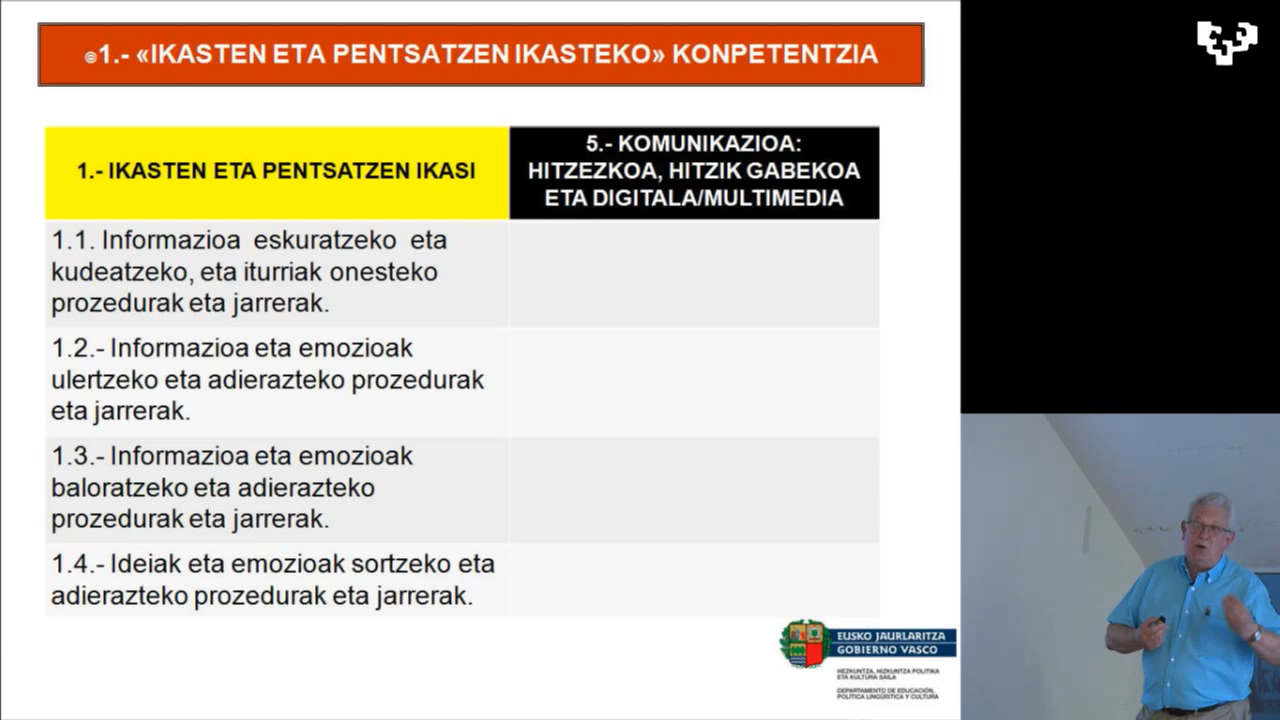 1.- «IKASTEN ETA PENTSATZEN IKASTEKO» KONPETENTZIA
1.- IKASTEN ETA PENTSATZEN IKASI
5.- KOMUNIKAZIOA:
HITZEZKOA, HITZIK GABEKOA
ETA DIGITALA/MULTIMEDIA
1.1. Informazioa eskuratzeko eta
kudeatzeko, eta iturriak onesteko
prozedurak eta jarrerak.
1.2.- Informazioa eta emozioak
ulertzeko eta adierazteko prozedurak
eta jarrerak.
1.3.- Informazioa eta emozioak
baloratzeko eta adierazteko
prozedurak eta jarrerak.
1.4.- Ideiak eta emozioak sortzeko eta
adierazteko prozedurak eta jarrerak.
EUSKO JAURLARITZA
GOBIERNO VASCO
HEZKUNTZA, HIZKUNTZA POLITIKA
ETA KULTURA SAILA
DEPARTAMENTO DE EDUCACIÓN,
POLÍTICA LINGÜÍSTICA Y CULTURA